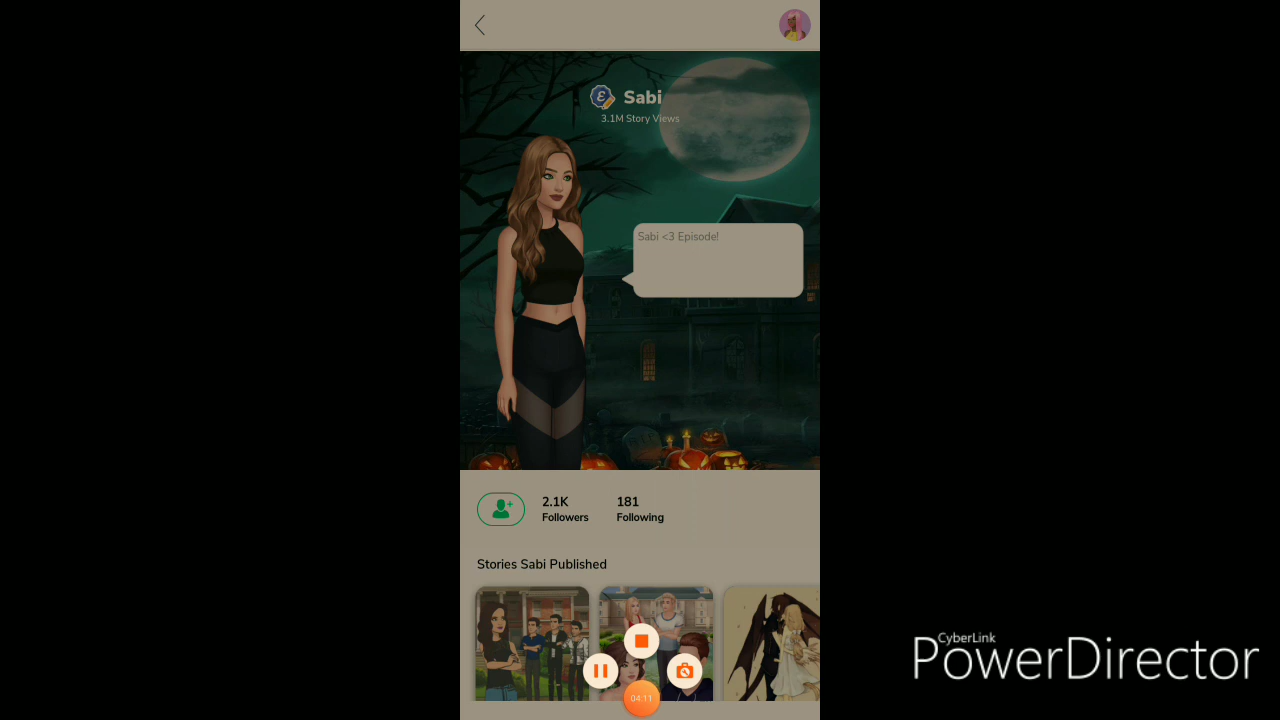 Sabi
3.1M Story Views
Sabi <3 Episode!
2.1K
Followers
181
Following
Stories Sabi Published
04:11
CyberLink
PowerDirector